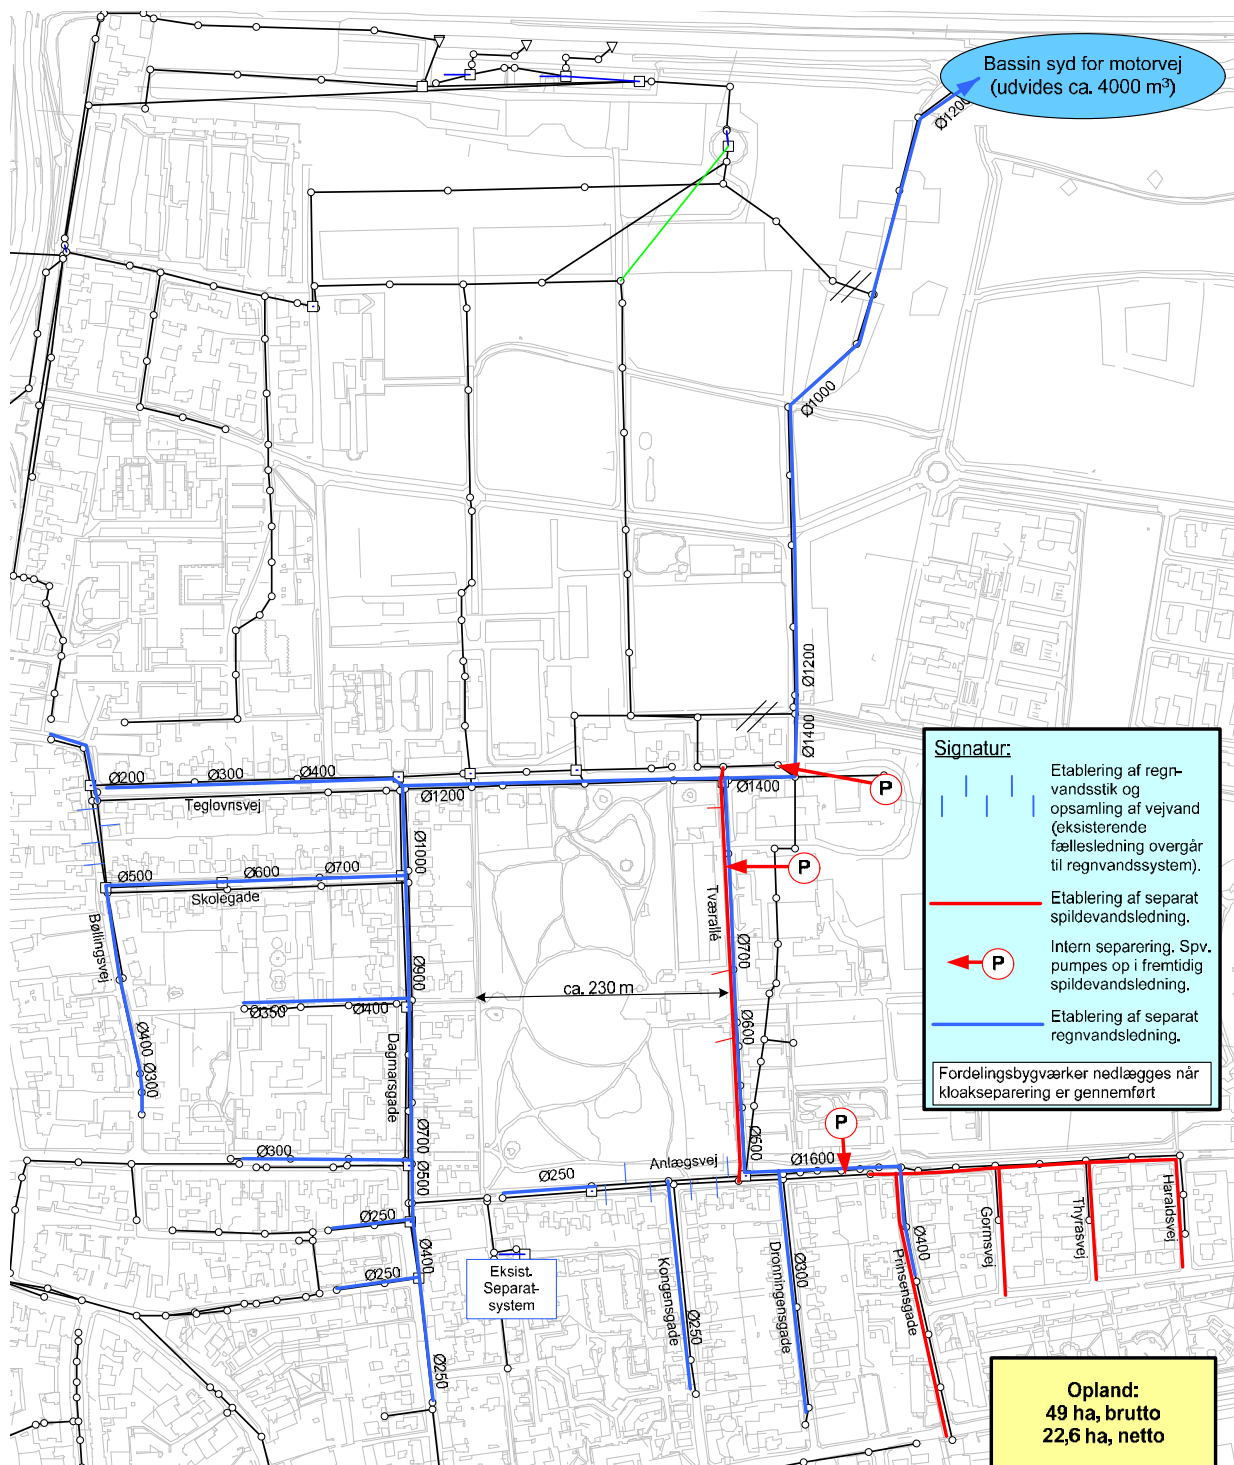 Bassin syd for motorvej
(udvides ca. 4000 m³)
Ø1200
Ø1000
Ø1200
Ø1400
Signatur:
Etablering af regn-
vandsstik og
opsamling af vejvand
(eksisterende
fællesledning overgår
til regnvandssystem).
Etablering af separat
spildevandsledning.
P
Intern separering. Spv.
pumpes op i fremtidig
spildevandsledning.
Etablering af separat
regnvandsledning.
Fordelingsbygværker nedlægges når
kloakseparering er gennemført
Ø200
Ø300
Ø400
Teglovnsvej
Ø1200
Ø1400
P
P
Ø1000
Ø500
Ø600
Ø700
Skolegade
Bøllingsvej
Tværallé
Ø700
Ø900
ca. 230 m
Ø350
Ø400
Ø600
Dagmarsgade
Ø400
Ø300
P
Ø700
Ø500
Ø300
Ø500
Anlægsvej
Ø1600
Ø250
Ø250
Ø400
Ø250
Ø250
Eksist.
Separat-
system
Kongensgade
Ø250
Dronningensgade
Ø300
Prinsensgade
Ø400
Gormsvej
Thyrasvej
Haraldsvej
Opland:
49 ha, brutto
22,6 ha, netto